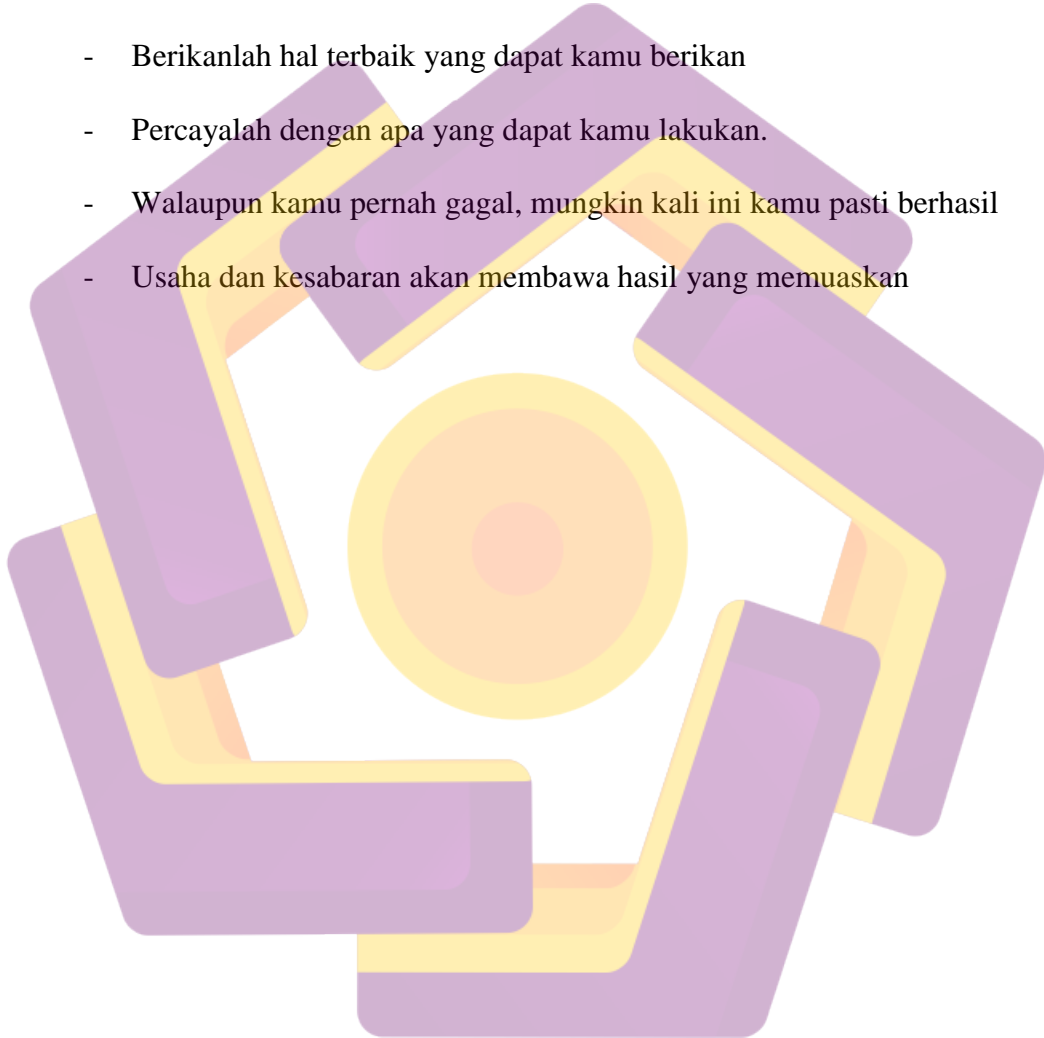 - Berikanlah hal terbaik yang dapat kamu berikan
- Percayalah dengan apa yang dapat kamu lakukan.
- Walaupun kamu pernah gagal, mungkin kali ini kamu pasti berhasil
- Usaha dan kesabaran akan membawa hasil yang memuaskan